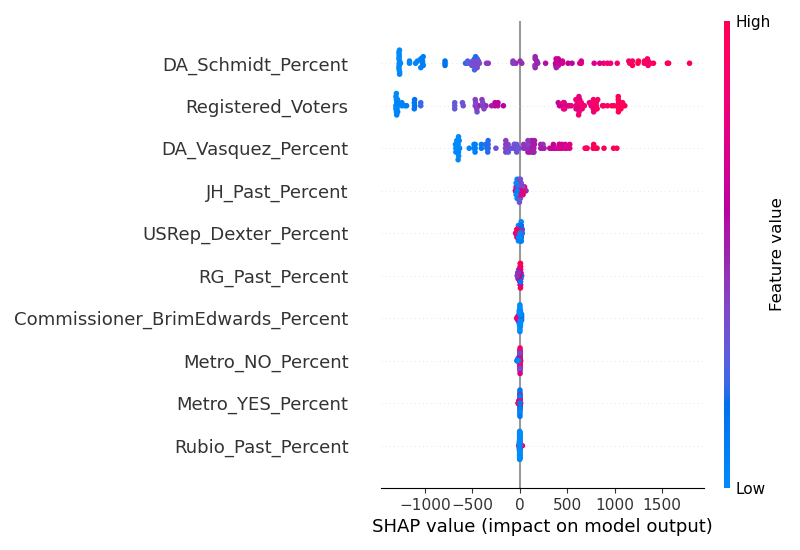 High
DA_Schmidt_Percent
Registered_Voters
DA_Vasquez_Percent
JH_Past_Percent
USRep_Dexter_Percent
RG_Past_Percent
Commissioner_BrimEdwards_Percent
Metro_NO_Percent
Metro_YES_Percent
Rubio_Past_Percent
Feature value
Low
−1000 −500 0 500 1000 1500
SHAP value (impact on model output)